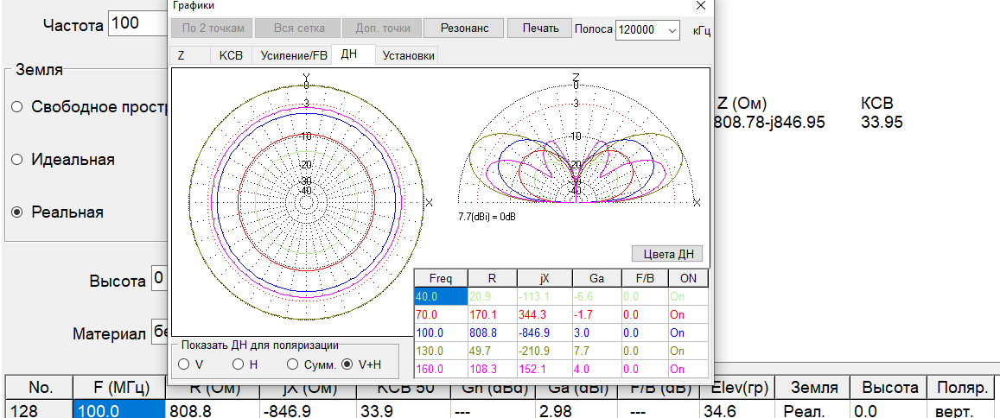 Графики
Частота 100
По 2 точкам Вся сетка Доп. точки Резонанс Печать Полоса 120000 кГц
Z КСВ Усиление/FB ДН Установки
Земля
Свободное простр
Идеальная
Реальная
Высота 0
Материал бе
Y
0
-3
-10
-20
-30
-40
X
Z
0
-3
-10
-20
-30
-40
X
7.7(dBi) = 0dB
Z (Ом) КСВ
808.78-j846.95 33.95
Цвета ДН
Freq R jX Ga F/B ON
40.0 20.9 -113.1 -6.6 0.0 On
70.0 170.1 344.3 -1.7 0.0 On
100.0 808.8 -846.9 3.0 0.0 On
130.0 49.7 -210.9 7.7 0.0 On
160.0 108.3 152.1 4.0 0.0 On
Показать ДН для поляризации
V H Сумм. V+H
No. F (МГц) R (Ом) jX (Ом) КСВ 50 Gh (dBd) Ga (dBi) F/B (dB) Elev(гр) Земля Высота Поляр.
128 100.0 808.8 -846.9 33.9 --- 2.98 --- 34.6 Реал. 0.0 верт.